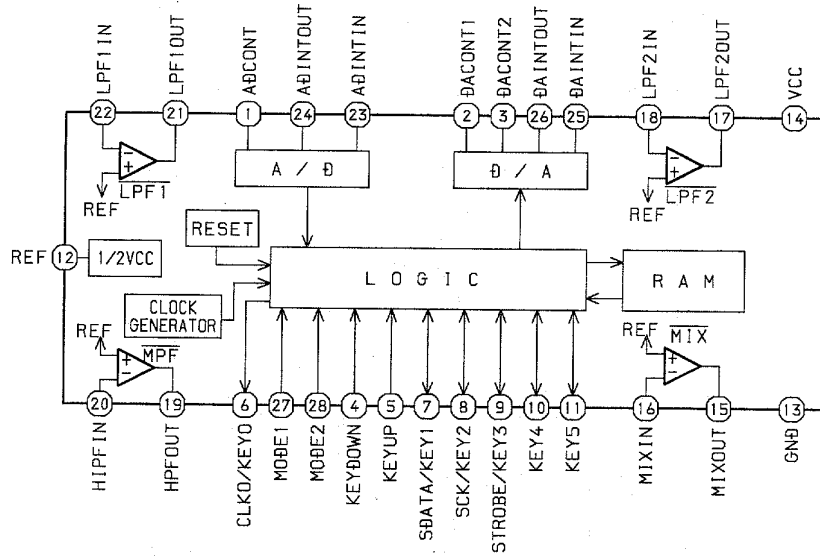 LPF1IN
LPF1OUT
ADCONT
ADINTOUT
ADINTIN
DACONT1
DACONT2
DAINTOUT
DAINTIN
LPF2IN
LPF2OUT
VCC
22
21
1
24
23
2
3
26
25
18
17
14
- +
LPF1
REF
A / D
D / A
- +
LPF2
REF
RESET
REF
12
1/2VCC
LOGIC
RAM
CLOCK
GENERATOR
REF
MPF
+ -
REF
MIX
+ -
20
19
6
27
28
4
5
7
8
9
10
11
16
15
13
HIPFIN
HPFOUT
CLKO/KEY0
MODE1
MODE2
KEYDOWN
KEYUP
SDATA/KEY1
SCK/KEY2
STROBE/KEY3
KEY4
KEY5
MIXIN
MIXOUT
GND